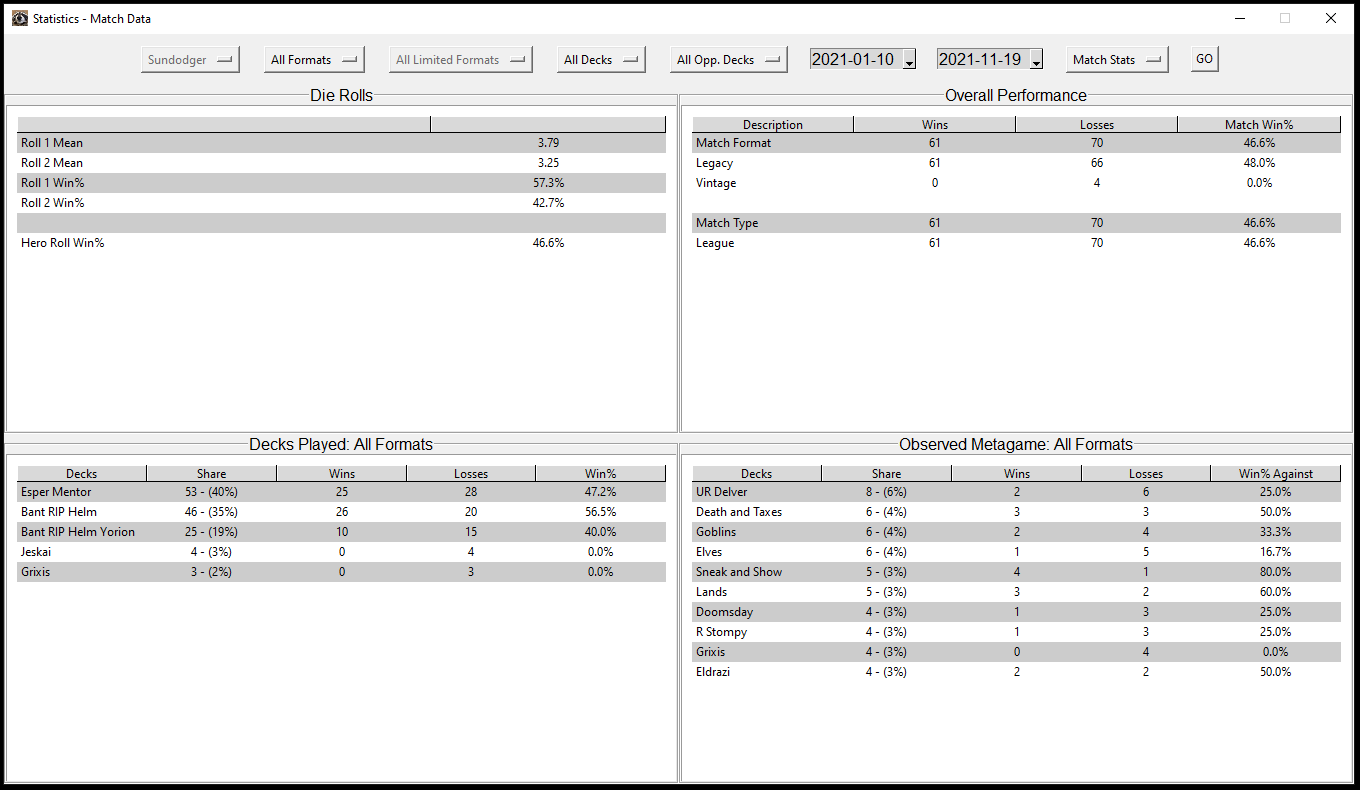 Statistics - Match Data
Sundodger All Formats All Limited Formats All Decks All Opp. Decks 2021-01-10 2021-11-19 Match Stats GO
Die Rolls
Roll 1 Mean 3.79
Roll 2 Mean 3.25
Roll 1 Win% 57.3%
Roll 2 Win% 42.7%
Hero Roll Win% 46.6%
Overall Performance
Description Wins Losses Match Win%
Match Format 61 70 46.6%
Legacy 61 66 48.0%
Vintage 0 4 0.0%
Match Type 61 70 46.6%
League 61 70 46.6%
Decks Played: All Formats
Decks Share Wins Losses Win%
Esper Mentor 53 - (40%) 25 28 47.2%
Bant RIP Helm 46 - (35%) 26 20 56.5%
Bant RIP Helm Yorion 25 - (19%) 10 15 40.0%
Jeskai 4 - (3%) 0 4 0.0%
Grixis 3 - (2%) 0 3 0.0%
Observed Metagame: All Formats
Decks Share Wins Losses Win% Against
UR Delver 8 - (6%) 2 6 25.0%
Death and Taxes 6 - (4%) 3 3 50.0%
Goblins 6 - (4%) 2 4 33.3%
Elves 6 - (4%) 1 5 16.7%
Sneak and Show 5 - (3%) 4 1 80.0%
Lands 5 - (3%) 3 2 60.0%
Doomsday 4 - (3%) 1 3 25.0%
R Stompy 4 - (3%) 1 3 25.0%
Grixis 4 - (3%) 0 4 0.0%
Eldrazi 4 - (3%) 2 2 50.0%